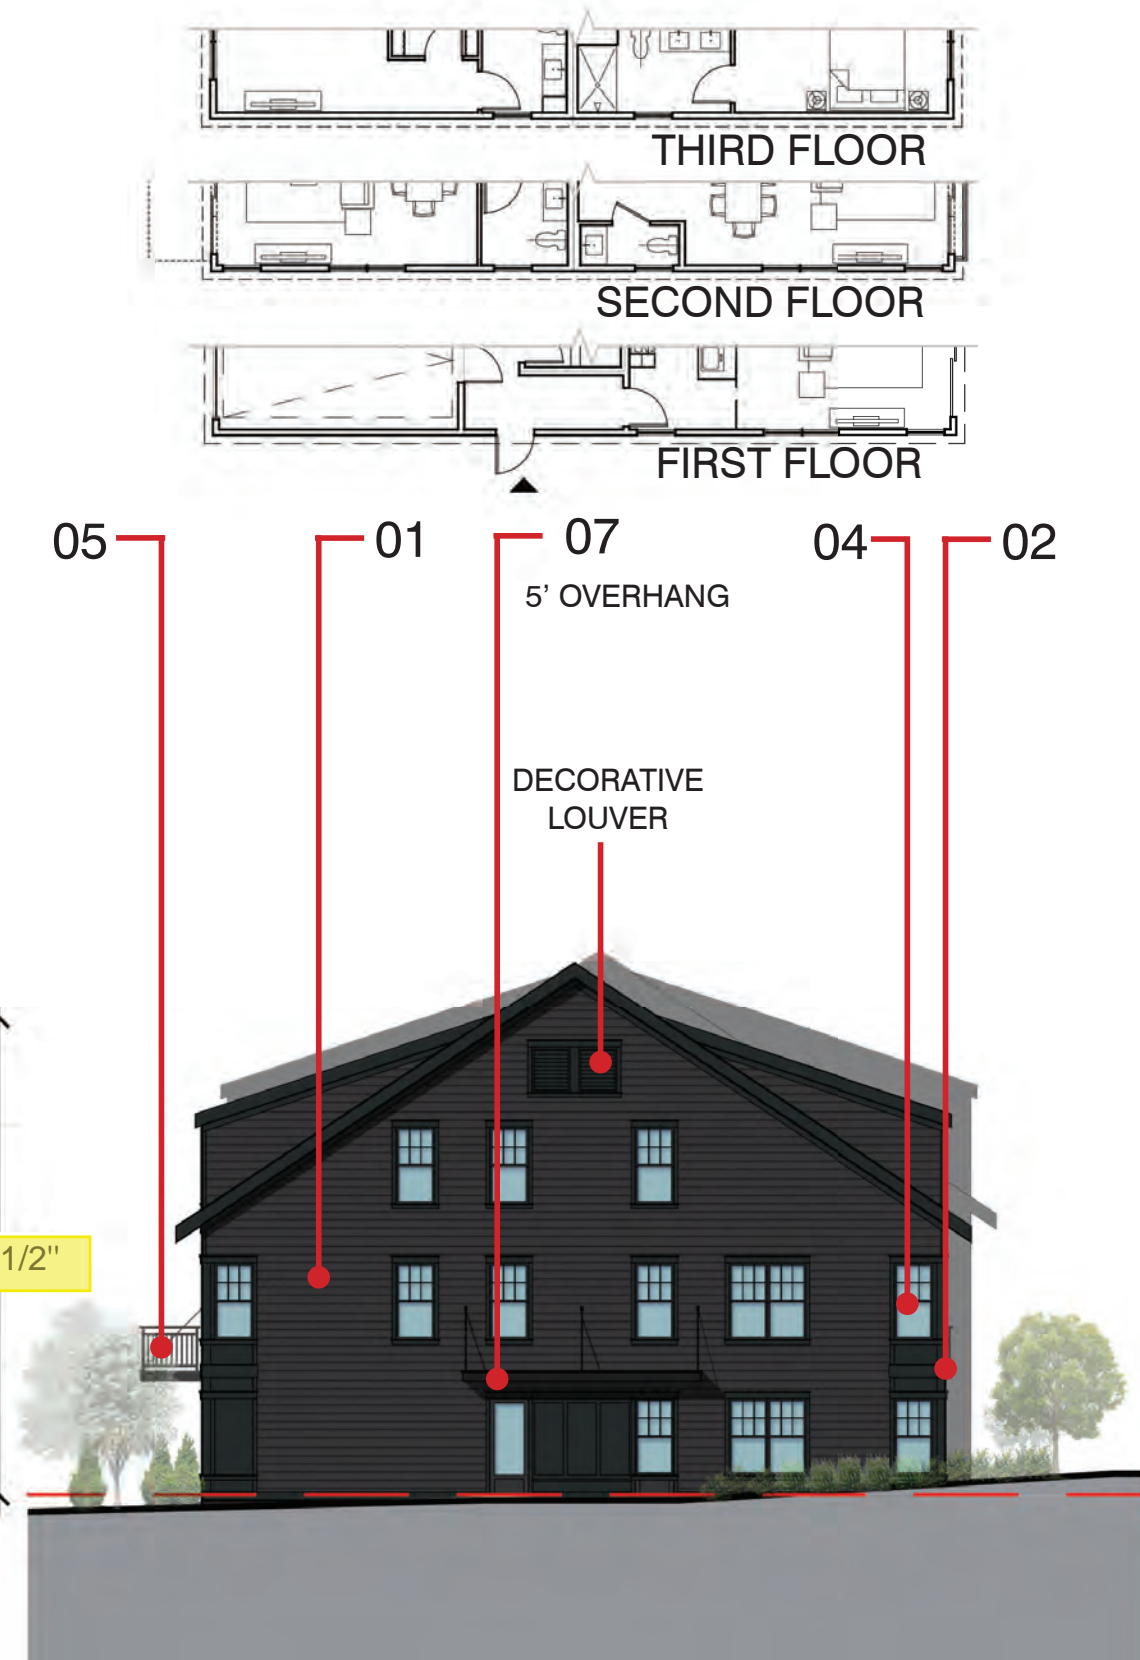 THIRD FLOOR
SECOND FLOOR
FIRST FLOOR
05
01
07
04
02
5’ OVERHANG
DECORATIVE
LOUVER
1/2"